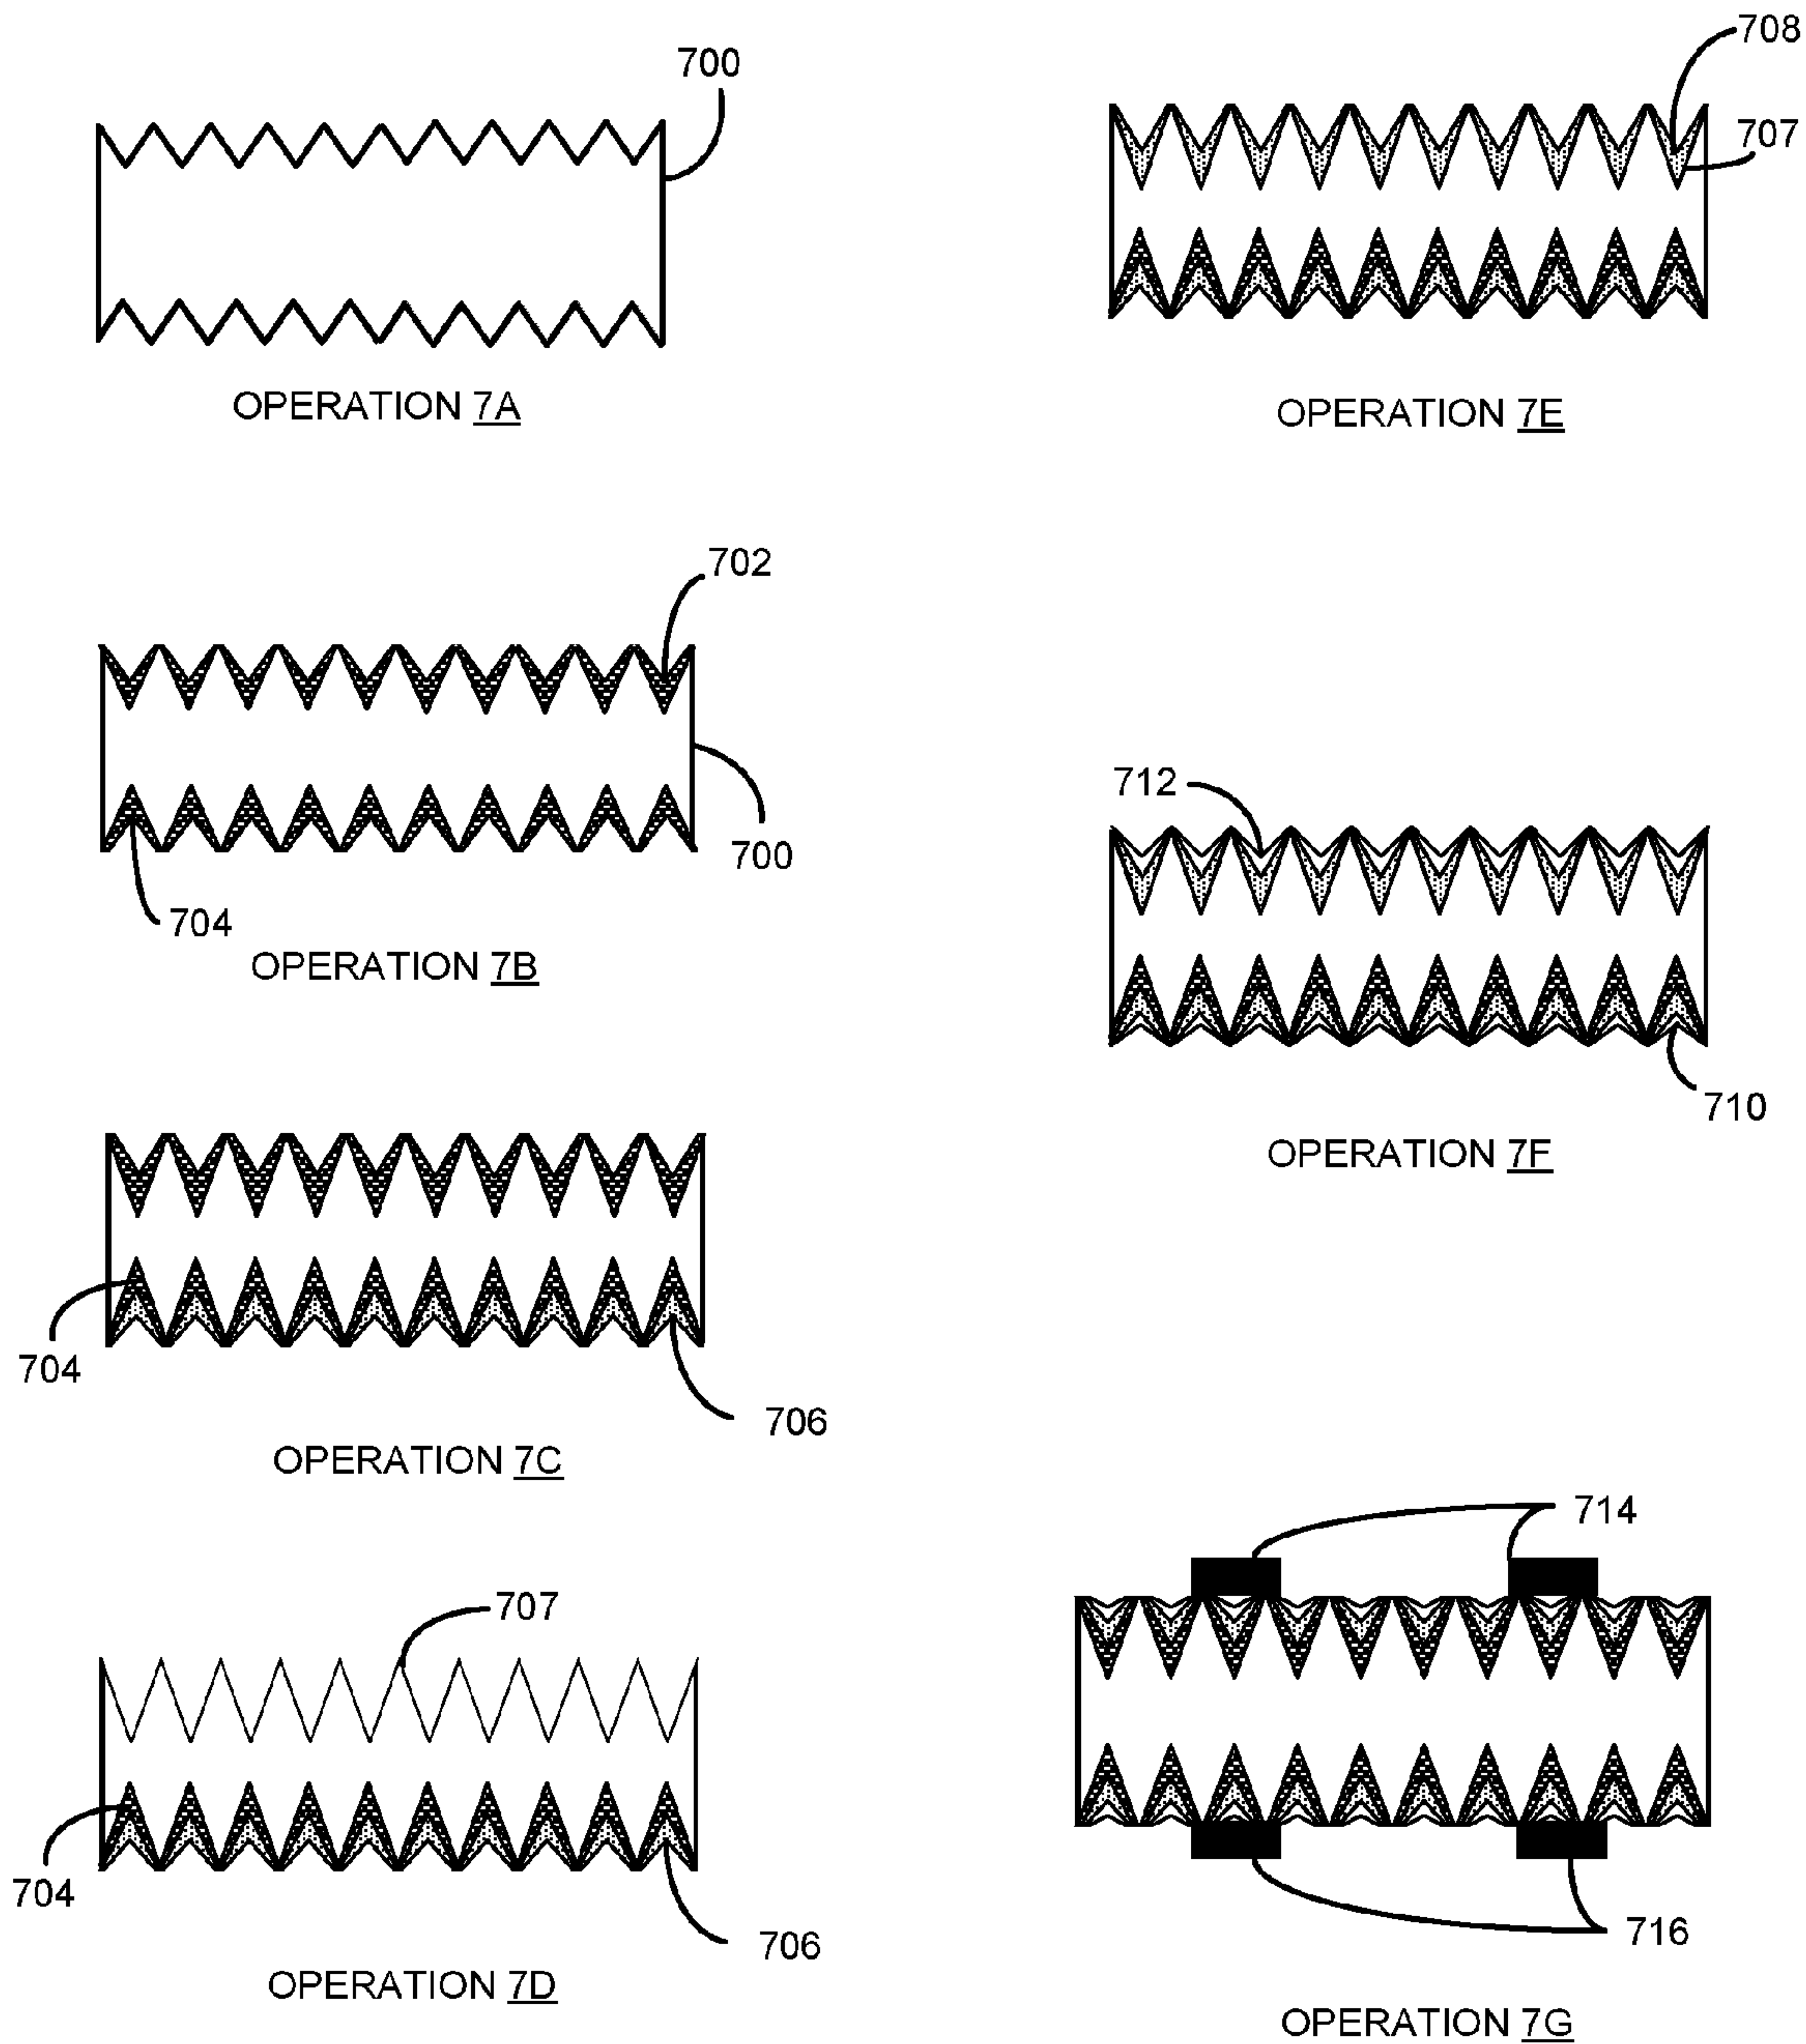 700
OPERATION 7A
702
700
704
OPERATION 7B
704
706
OPERATION 7C
707
704
706
OPERATION 7D
708
707
OPERATION 7E
712
710
OPERATION 7F
714
716
OPERATION 7G